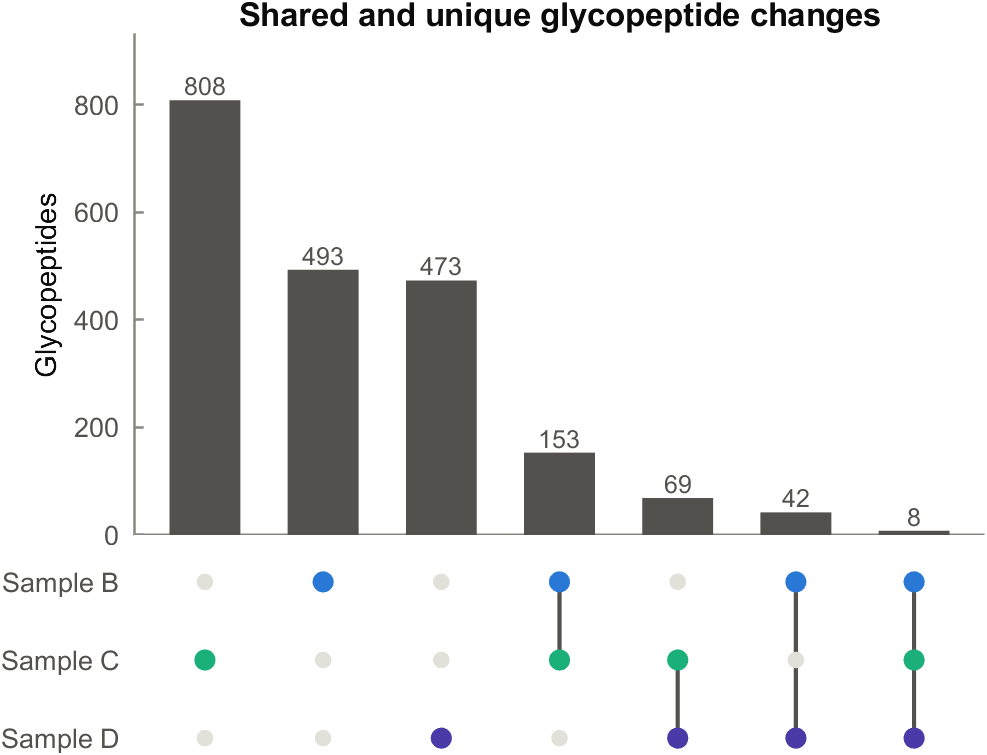 Shared and unique glycopeptide changes
Glycopeptides
800
600
400
200
0
808
493
473
153
69
42
8
Sample B
Sample C
Sample D